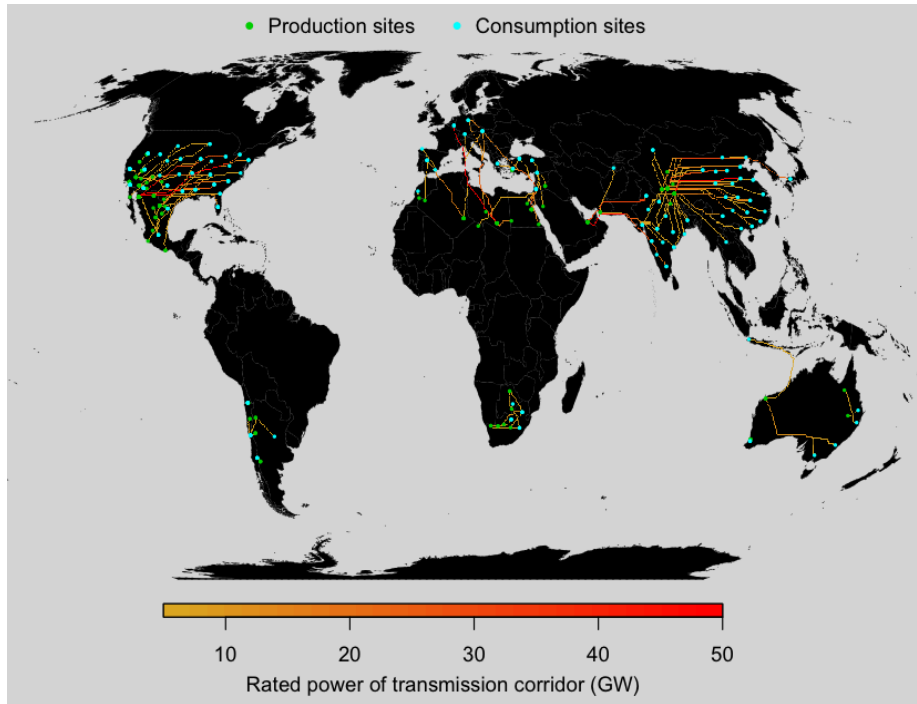 Production sites Consumption sites
10 20 30 40 50
Rated power of transmission corridor (GW)